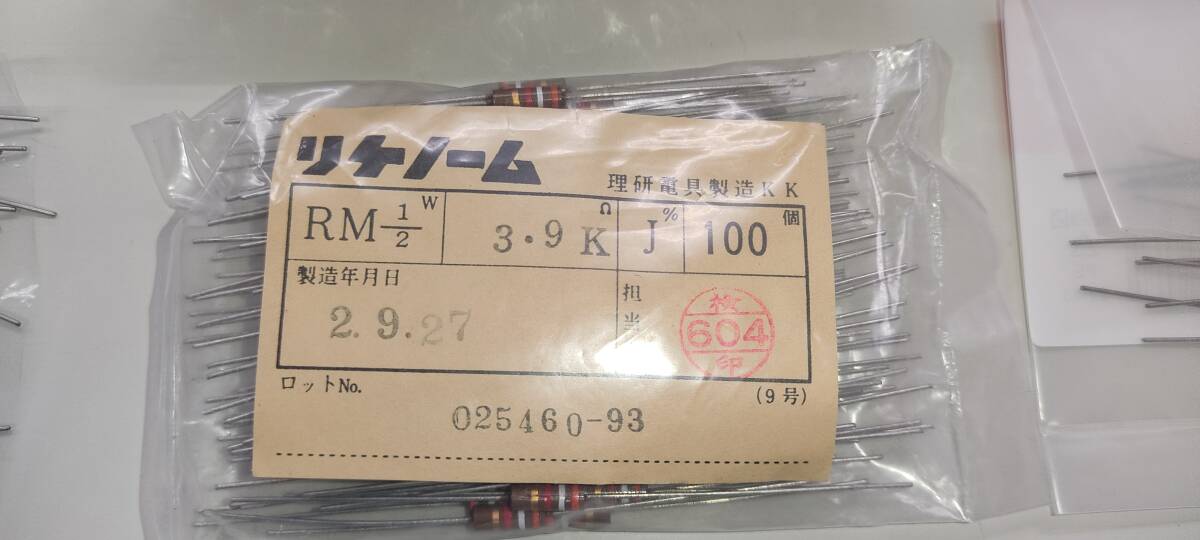 リケノーム
理研電具製造KK
RM 1/2 W
3.9K Ω
J %
100 個
製造年月日
2.9.27
担当
検
604
印
ロットNo.
(9号)
025460-93